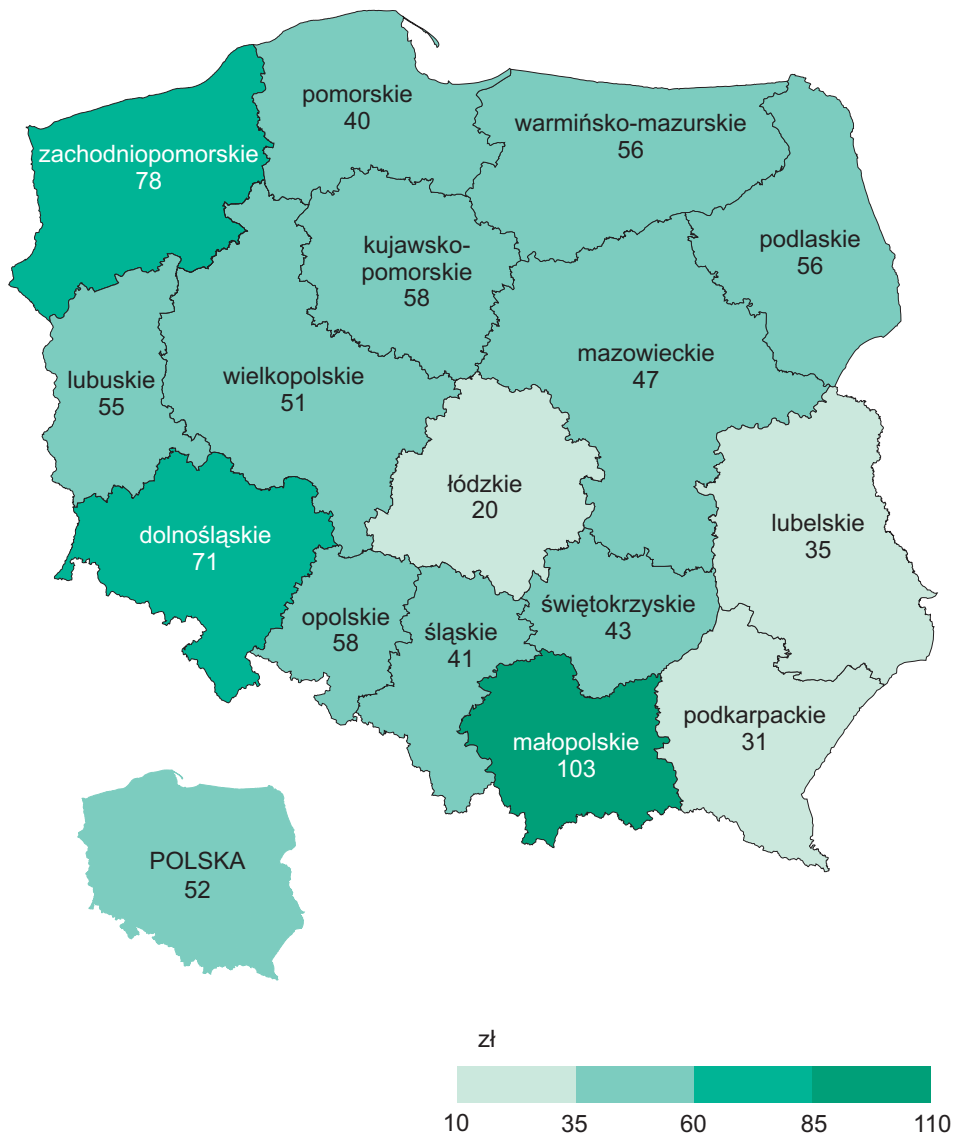 pomorskie
40
warmińsko-mazurskie
56
zachodniopomorskie
78
kujawsko-
pomorskie
58
podlaskie
56
mazowieckie
47
lubuskie
55
wielkopolskie
51
łódzkie
20
lubelskie
35
dolnośląskie
71
opolskie
58
śląskie
41
świętokrzyskie
43
podkarpackie
31
małopolskie
103
POLSKA
52
zł
10 35 60 85 110